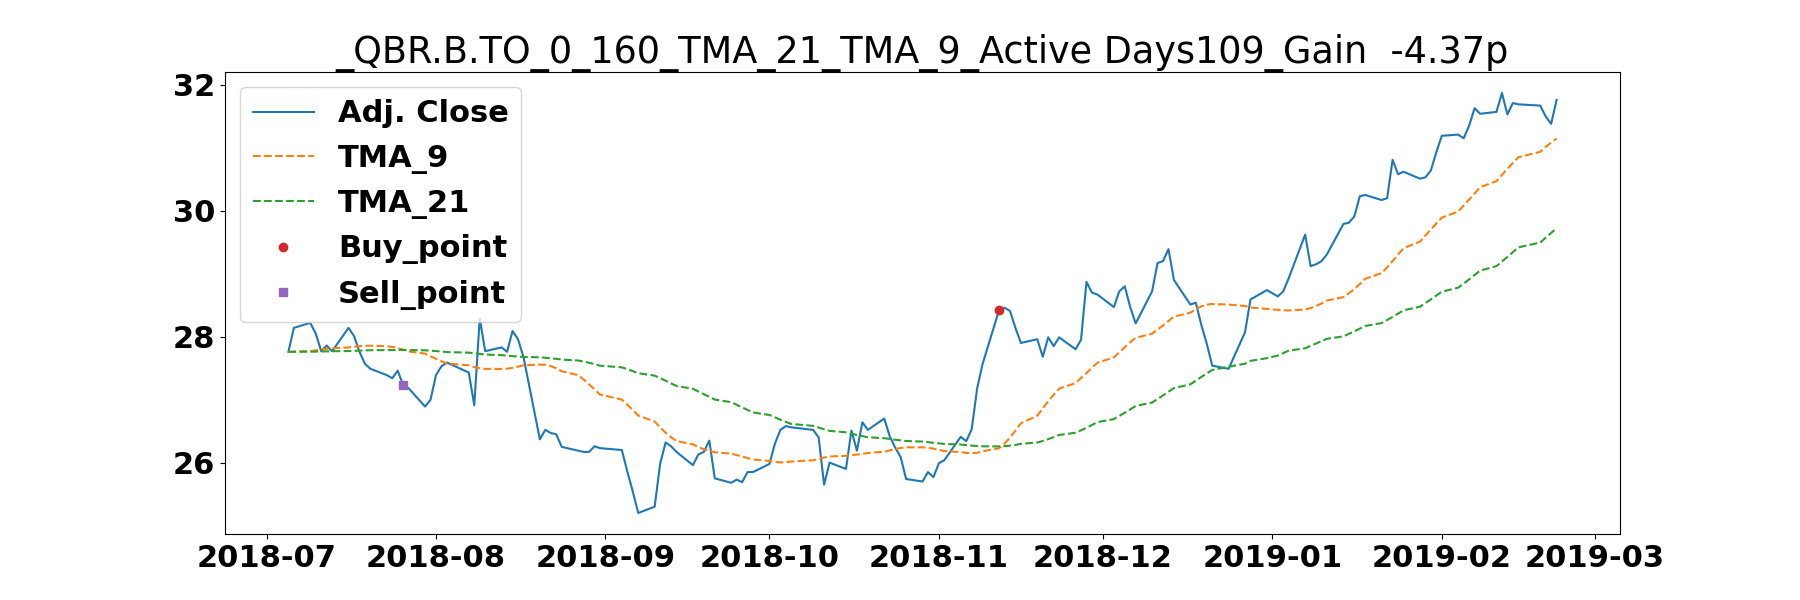 _QBR.B.TO_0_160_TMA_21_TMA_9_Active Days109_Gain  -4.37p
32
30
28
26
Adj. Close
TMA_9
TMA_21
Buy_point
Sell_point
2018-07 2018-08 2018-09 2018-10 2018-11 2018-12 2019-01 2019-02 2019-03